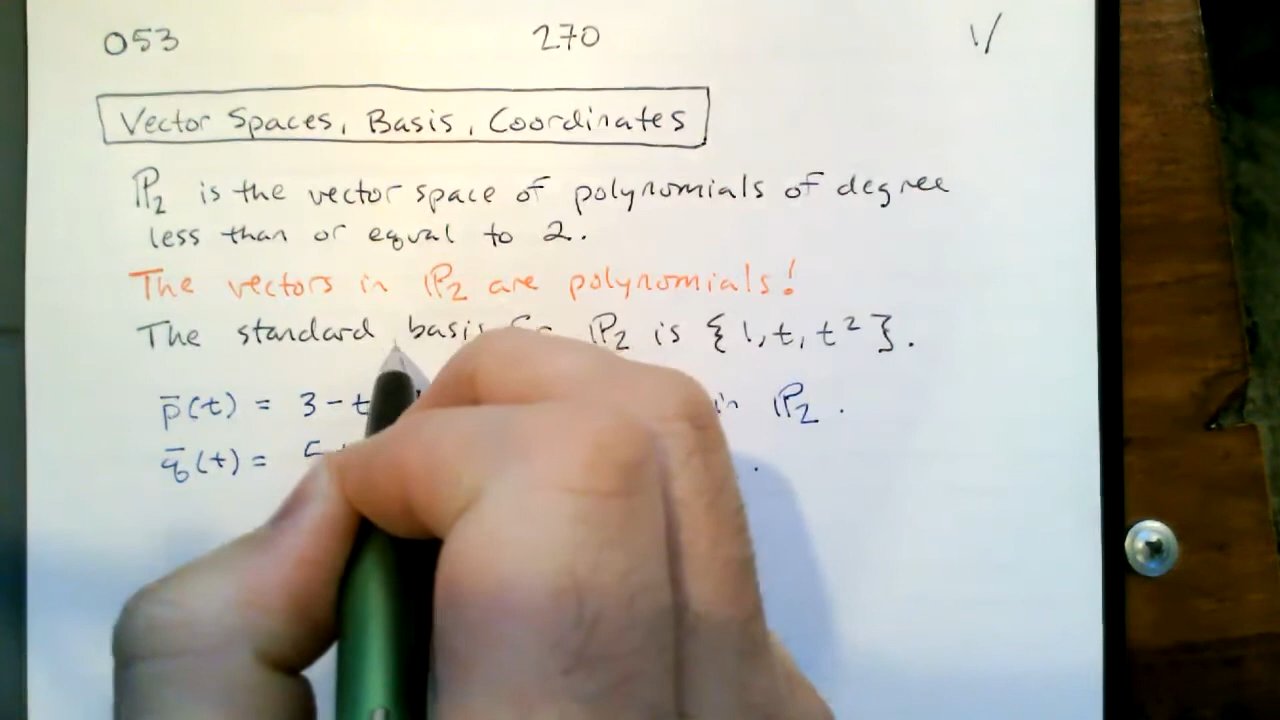 053 270 1/
Vector Spaces, Basis, Coordinates
ℙ₂ is the vector space of polynomials of degree
less than or equal to 2.
The vectors in ℙ₂ are polynomials!
The standard ℙ₂ is {1, t, t²}.
p̄(t) = 3 - t in ℙ₂.
q̄(t) =